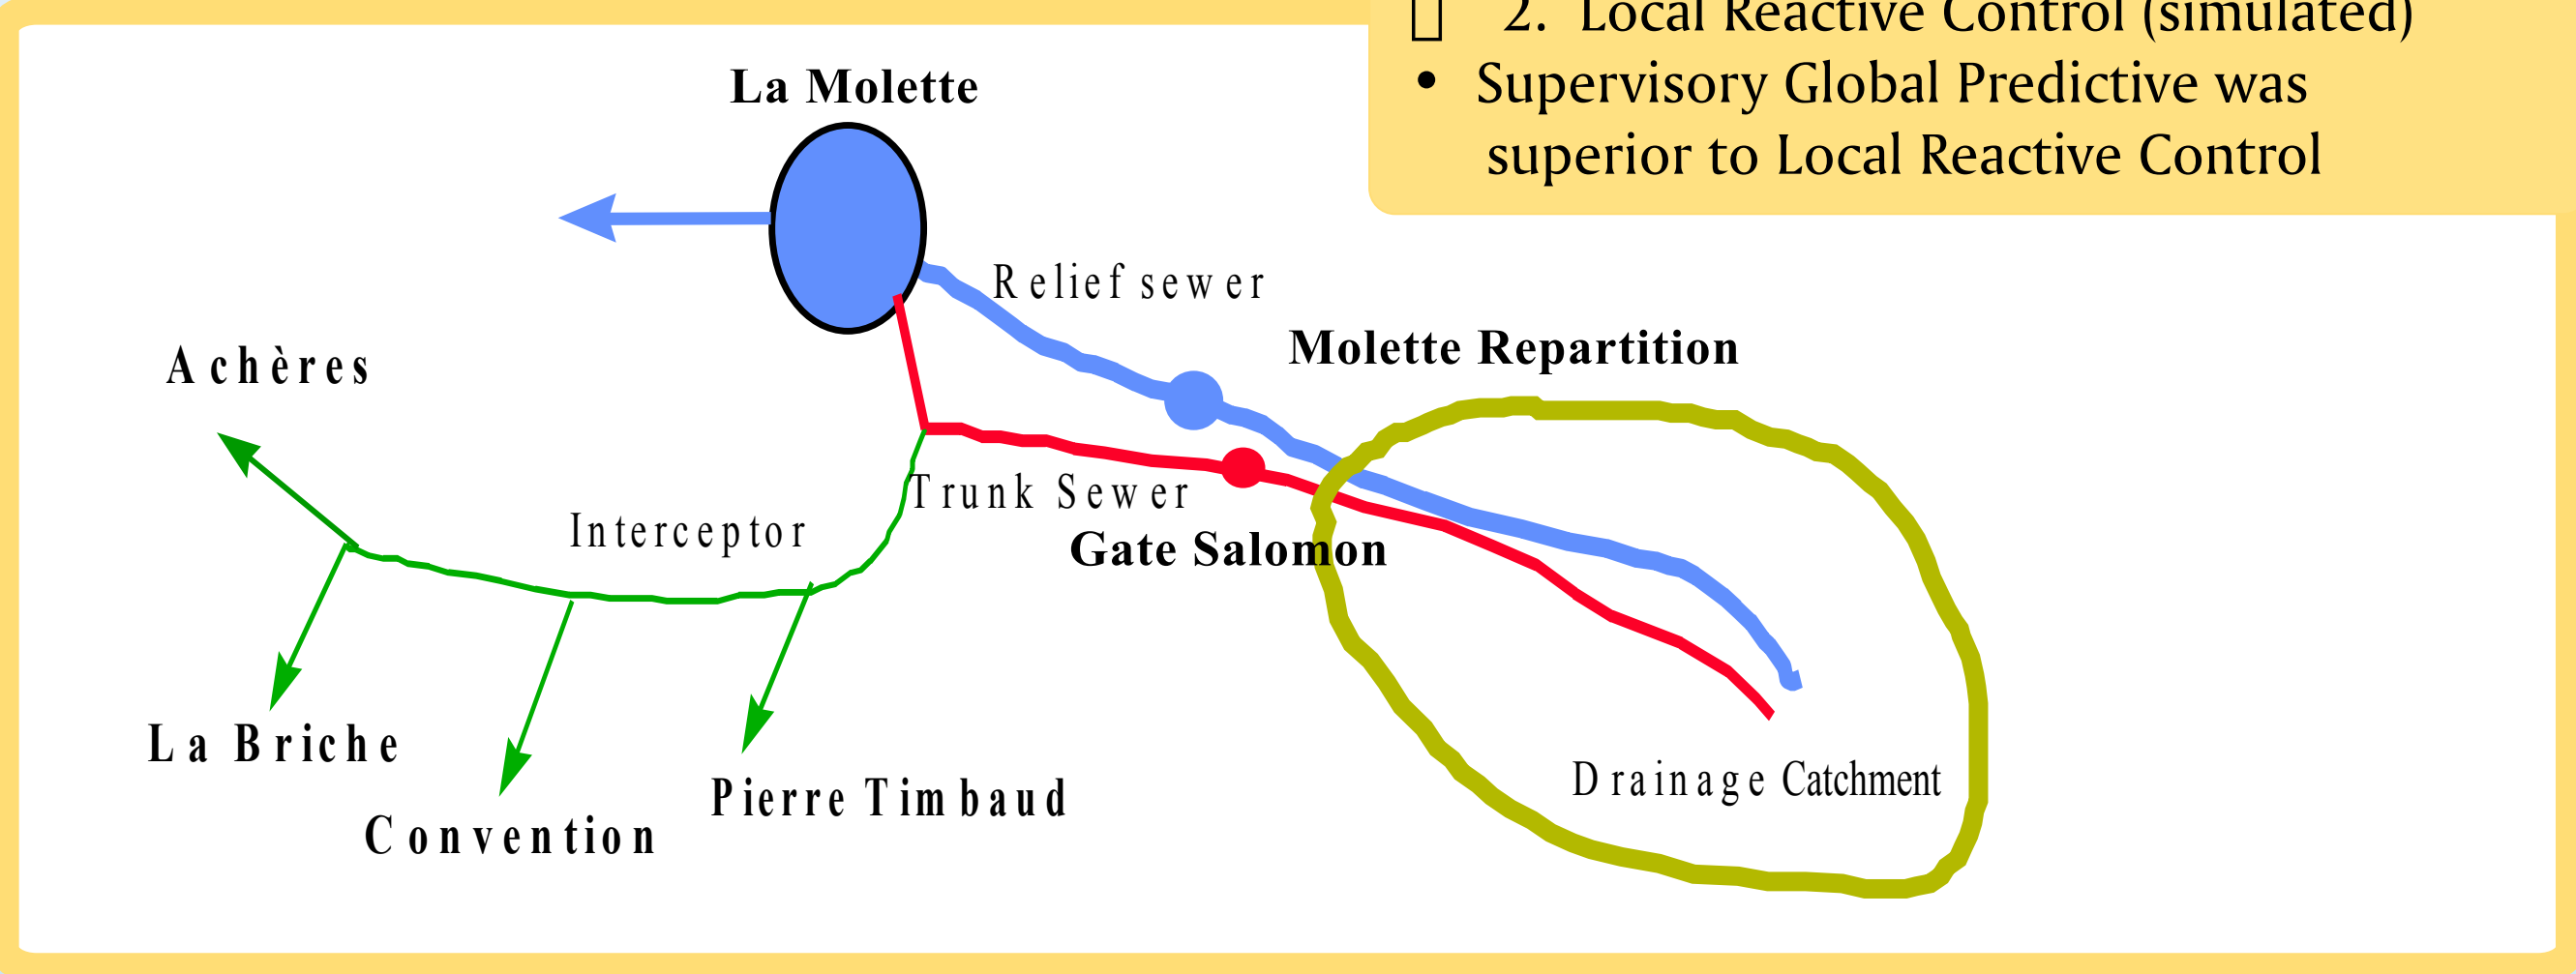 2. Local Reactive Control (simulated)
• Supervisory Global Predictive was
superior to Local Reactive Control
La Molette
Relief sewer
Molette Repartition
Achères
Trunk Sewer
Interceptor
Gate Salomon
La Briche
Drainage Catchment
Pierre Timbaud
Convention